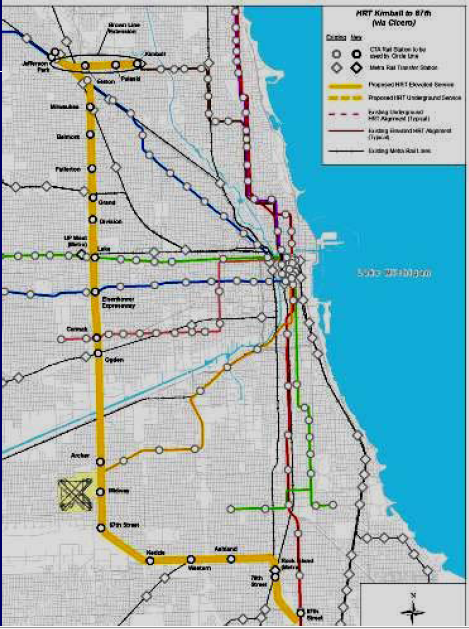 HRT Kimball to 87th
(via Cicero)
Existing New
CTA Rail Station to be
used by Circle Line
Metra Rail Transfer Station
Proposed HRT Elevated Service
Proposed HRT Underground Service
Existing Underground
HRT Alignment (Typical)
Existing Elevated HRT Alignment
(Typical)
Existing Metra Rail Lines
Brown Line
Extension
Kimball
Jefferson
Park
Pulaski
Milwaukee
Belmont
Fullerton
Grand
Division
UP West
(Metra)
Lake
Eisenhower
Expressway
Cermak
Ogden
Lake Michigan
Archer
Midway
67th Street
Kedzie
Western
Ashland
Rock Island
(Metra)
79th
Street
87th
Street
N